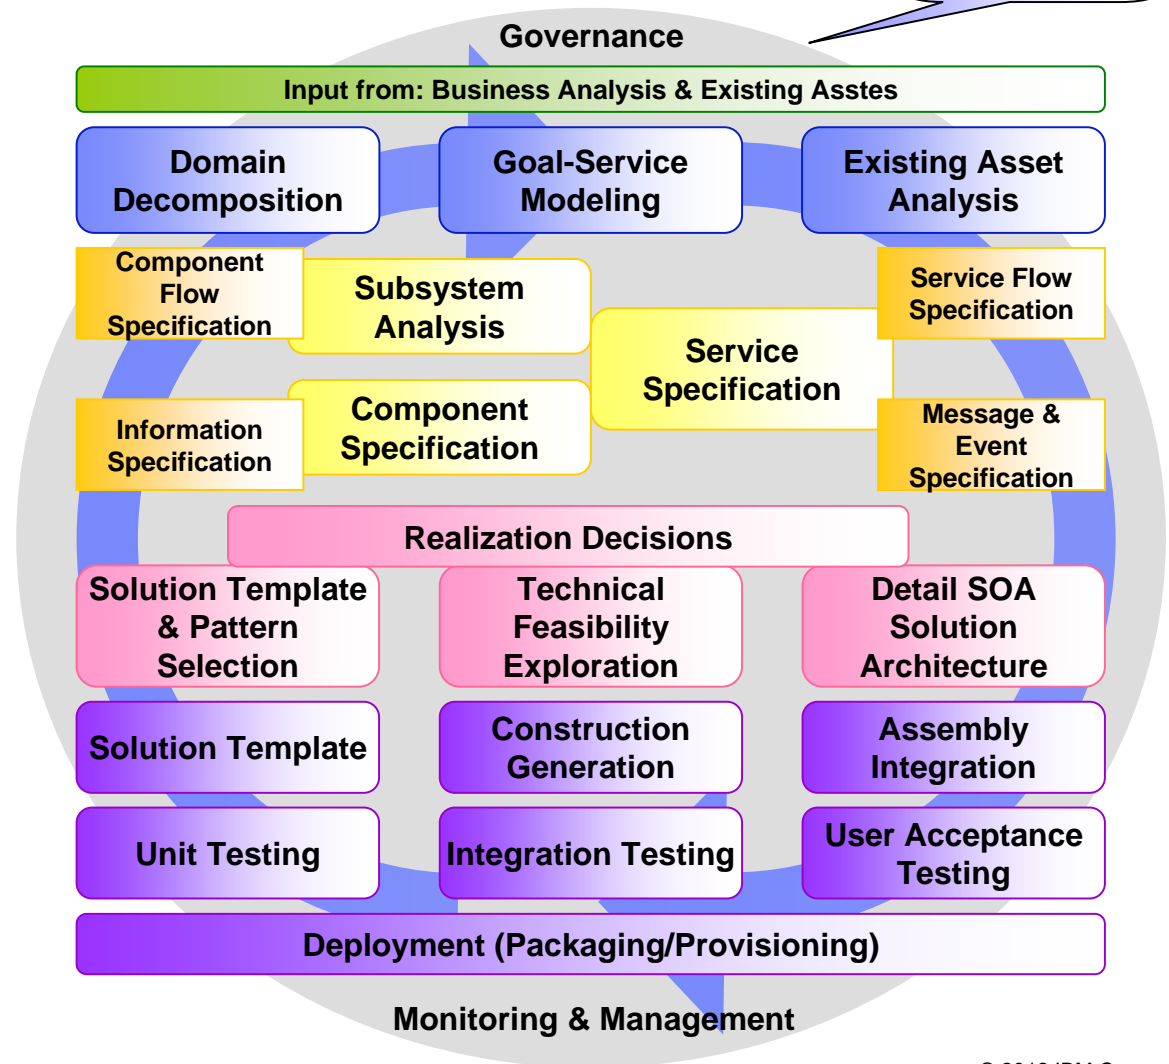 Governance
Input from: Business Analysis & Existing Asstes
Domain
Decomposition
Goal-Service
Modeling
Existing Asset
Analysis
Component
Flow
Specification
Subsystem
Analysis
Service
Specification
Service Flow
Specification
Information
Specification
Component
Specification
Message &
Event
Specification
Realization Decisions
Solution Template
& Pattern
Selection
Technical
Feasibility
Exploration
Detail SOA
Solution
Architecture
Solution Template
Construction
Generation
Assembly
Integration
Unit Testing
Integration Testing
User Acceptance
Testing
Deployment (Packaging/Provisioning)
Monitoring & Management